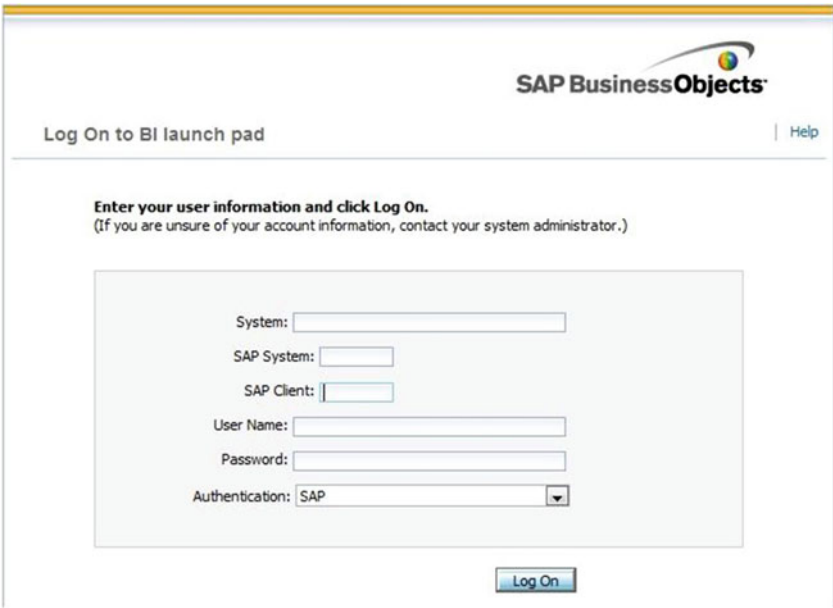 SAP BusinessObjects™
Log On to BI launch pad
Help
Enter your user information and click Log On.
(If you are unsure of your account information, contact your system administrator.)
System:
SAP System:
SAP Client:
User Name:
Password:
Authentication: SAP
Log On